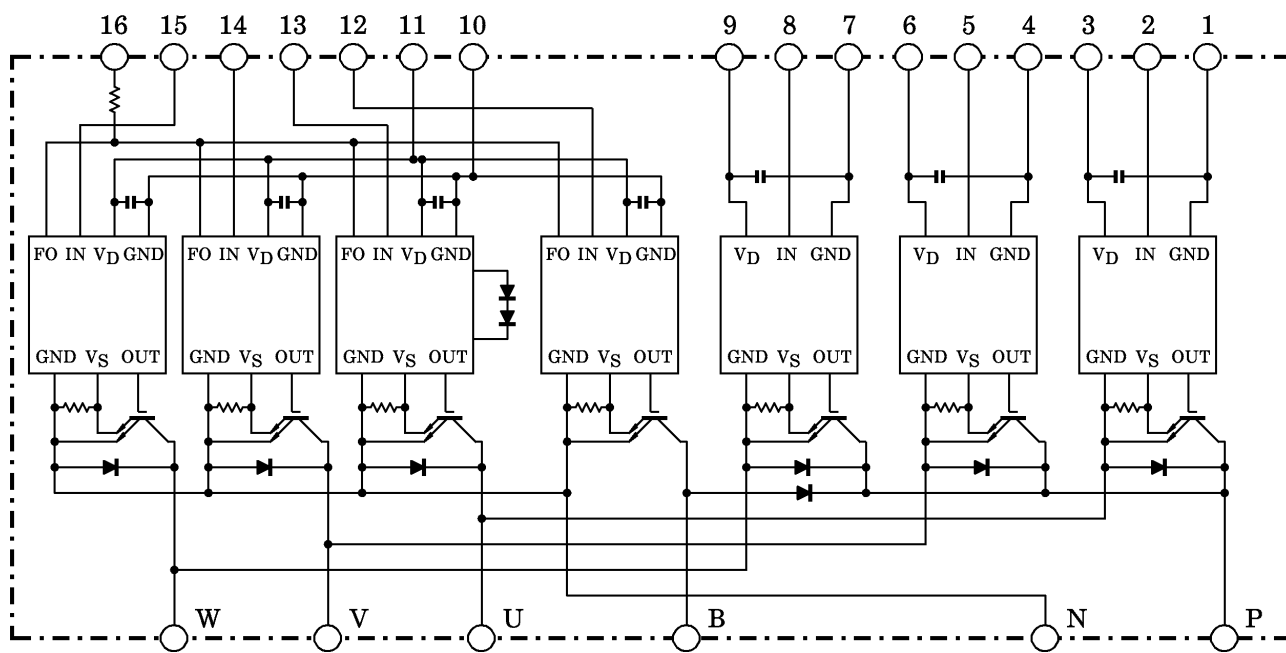 16 15 14 13 12 11 10 9 8 7 6 5 4 3 2 1
FO IN VD GND FO IN VD GND FO IN VD GND FO IN VD GND VD IN GND VD IN GND VD IN GND
GND VS OUT GND VS OUT GND VS OUT GND VS OUT GND VS OUT GND VS OUT GND VS OUT
W V U B N P